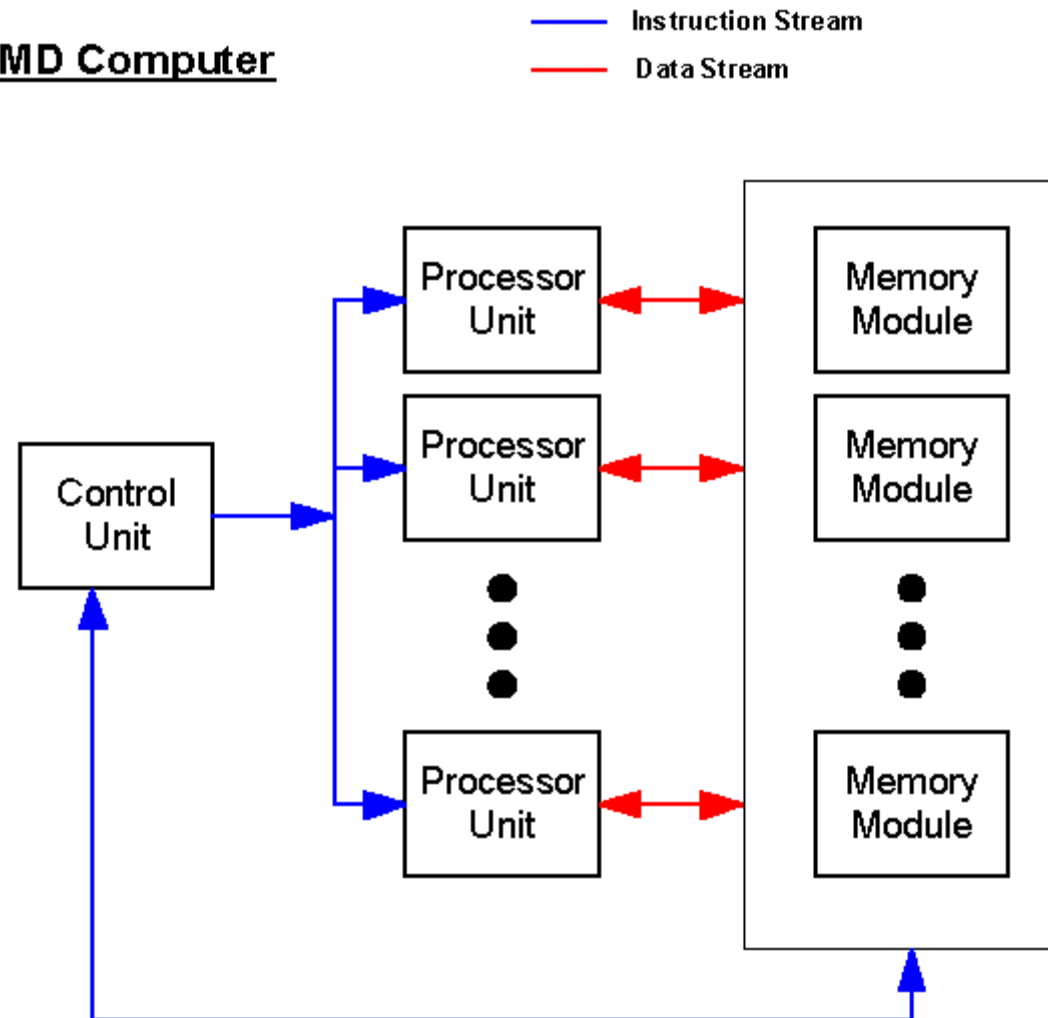 MD Computer
Instruction Stream
Data Stream
Processor
Unit
Memory
Module
Processor
Unit
Memory
Module
Control
Unit
Processor
Unit
Memory
Module